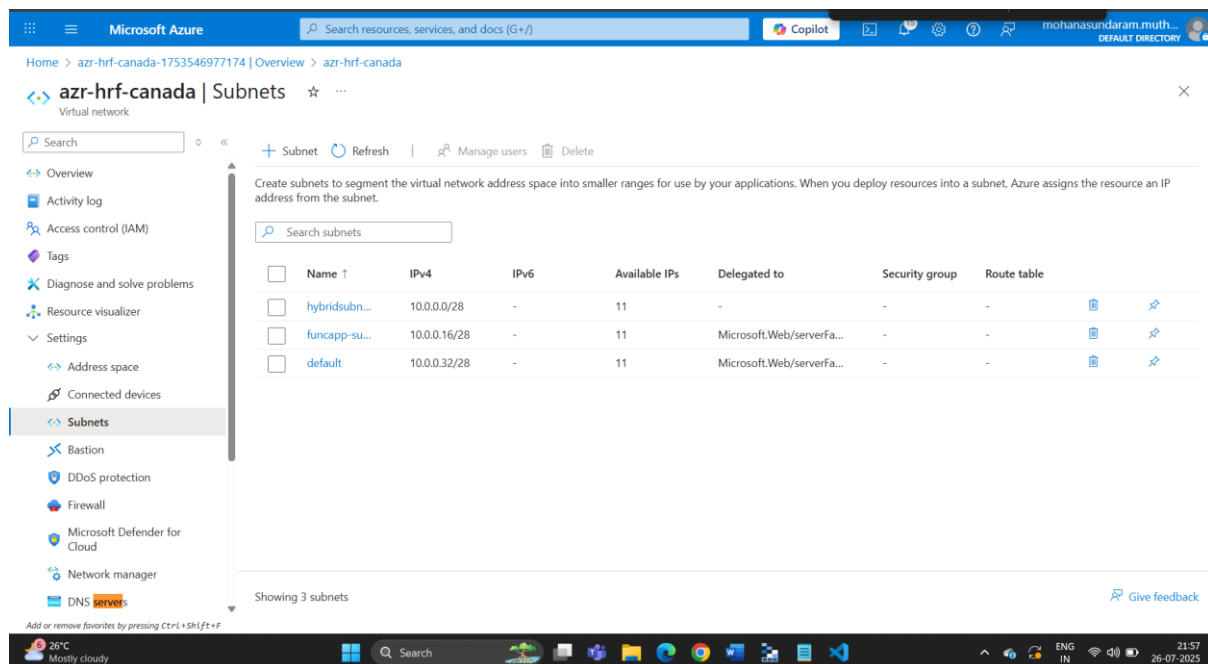 Microsoft Azure
Search resources, services, and docs (G+/)
Copilot
15
mohanasundaram.muth...
DEFAULT DIRECTORY
Home > azr-hrf-canada-1753546977174 | Overview > azr-hrf-canada
azr-hrf-canada | Subnets
Virtual network
Search
Subnet
Refresh
Manage users
Delete
Overview
Activity log
Access control (IAM)
Tags
Diagnose and solve problems
Resource visualizer
Settings
Address space
Connected devices
Subnets
Bastion
DDoS protection
Firewall
Microsoft Defender for
Cloud
Network manager
DNS servers
Add or remove favorites by pressing Ctrl+Shift+F
Create subnets to segment the virtual network address space into smaller ranges for use by your applications. When you deploy resources into a subnet, Azure assigns the resource an IP
address from the subnet.
Search subnets
Name ↑ IPv4 IPv6 Available IPs Delegated to Security group Route table
hybridsubn... 10.0.0.0/28 - 11 - - -
funcapp-su... 10.0.0.16/28 - 11 Microsoft.Web/serverFa... - -
default 10.0.0.32/28 - 11 Microsoft.Web/serverFa... - -
Showing 3 subnets
Give feedback
6
26°C
Mostly cloudy
Search
ENG
IN
21:57
26-07-2025